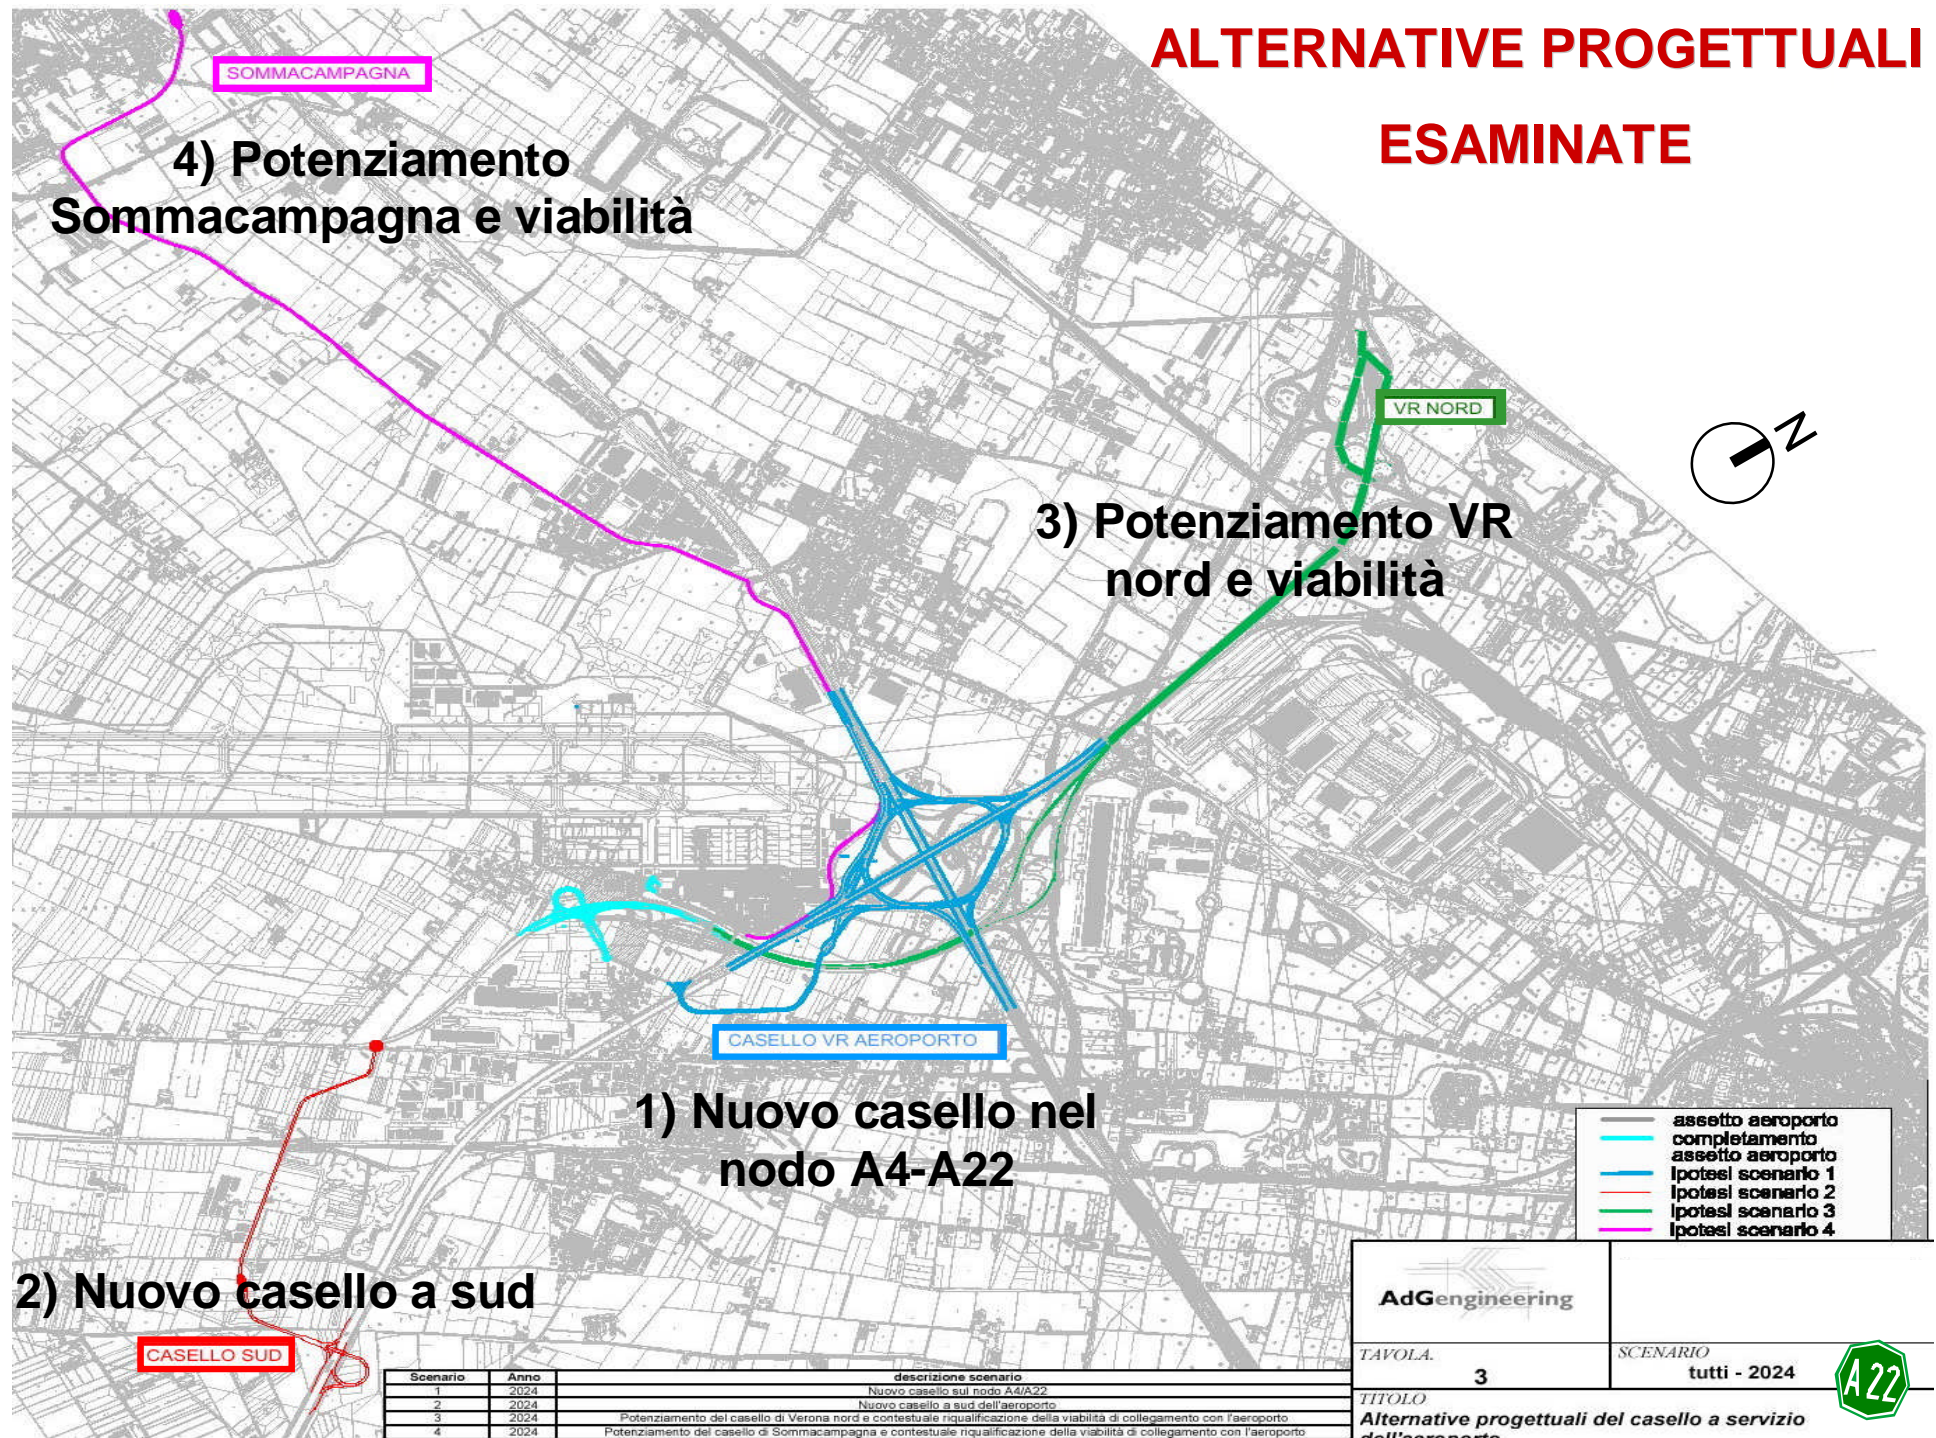 ALTERNATIVE PROGETTUALI
ESAMINATE
SOMMACAMPAGNA
4) Potenziamento
Sommacampagna e viabilità
VR NORD
N
3) Potenziamento VR
nord e viabilità
CASELLO VR AEROPORTO
1) Nuovo casello nel
nodo A4-A22
2) Nuovo casello a sud
CASELLO SUD
assetto aeroporto
completamento
assetto aeroporto
Ipotesi scenario 1
Ipotesi scenario 2
Ipotesi scenario 3
Ipotesi scenario 4
AdGengineering
TAVOLA.
3
SCENARIO
tutti - 2024
A22
TITOLO
Alternative progettuali del casello a servizio
dell'aeroporto
Scenario Anno descrizione scenario
1 2024 Nuovo casello sul nodo A4/A22
2 2024 Nuovo casello a sud dell'aeroporto
3 2024 Potenziamento del casello di Verona nord e contestuale riqualificazione della viabilità di collegamento con l'aeroporto
4 2024 Potenziamento del casello di Sommacampagna e contestuale riqualificazione della viabilità di collegamento con l'aeroporto